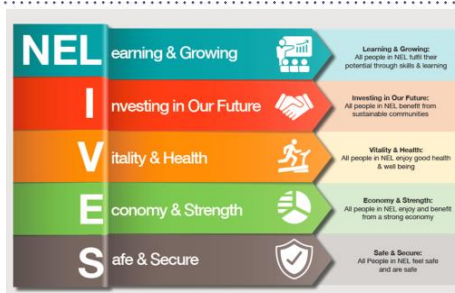 NEL earning & Growing
Learning & Growing:
All people in NEL fulfil their
potential through skills & learning
I nvesting in Our Future
Investing in Our Future:
All people in NEL benefit from
sustainable communities
V itality & Health
Vitality & Health:
All people in NEL enjoy good health
& well being
E conomy & Strength
Economy & Strength:
All people in NEL enjoy and benefit
from a strong economy
S afe & Secure
Safe & Secure:
All People in NEL feel safe
and are safe